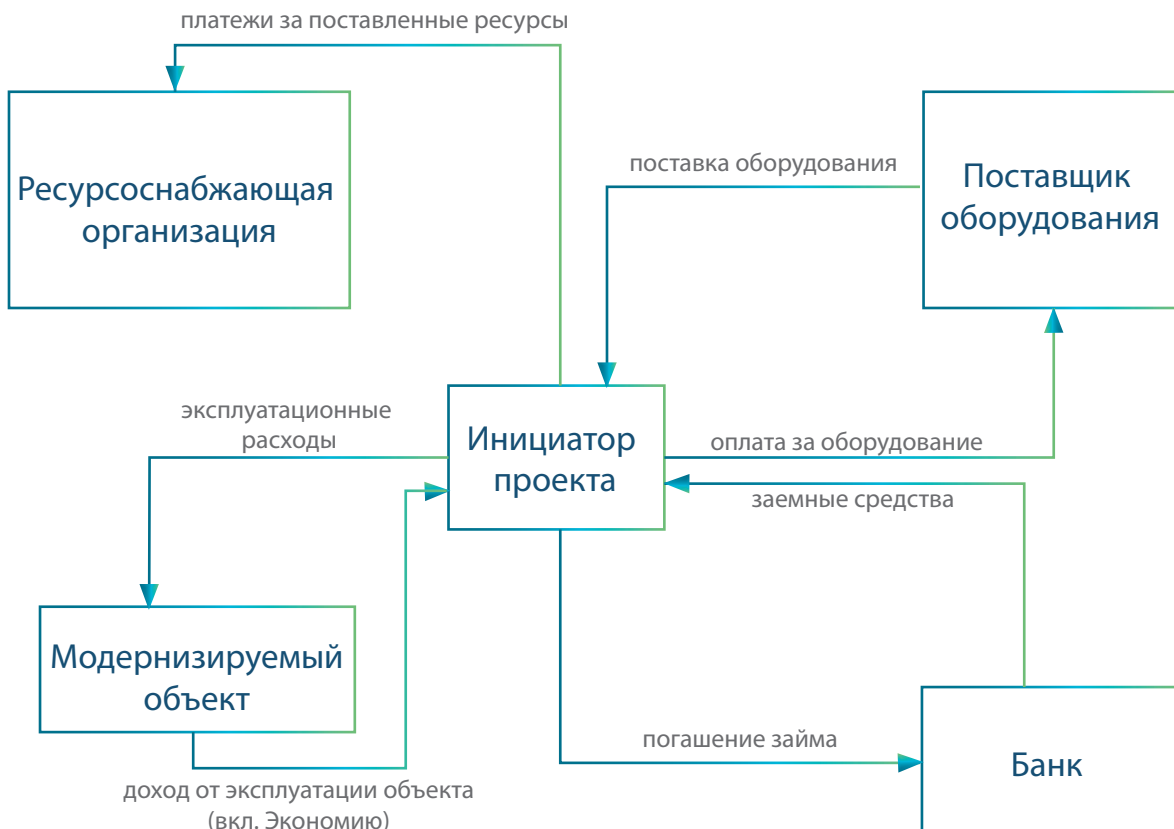 платежи за поставленные ресурсы
Ресурсоснабжающая
организация
поставка оборудования
Поставщик
оборудования
эксплуатационные
расходы
Инициатор
проекта
оплата за оборудование
заемные средства
Модернизируемый
объект
погашение займа
Банк
доход от эксплуатации объекта
(вкл. Экономию)